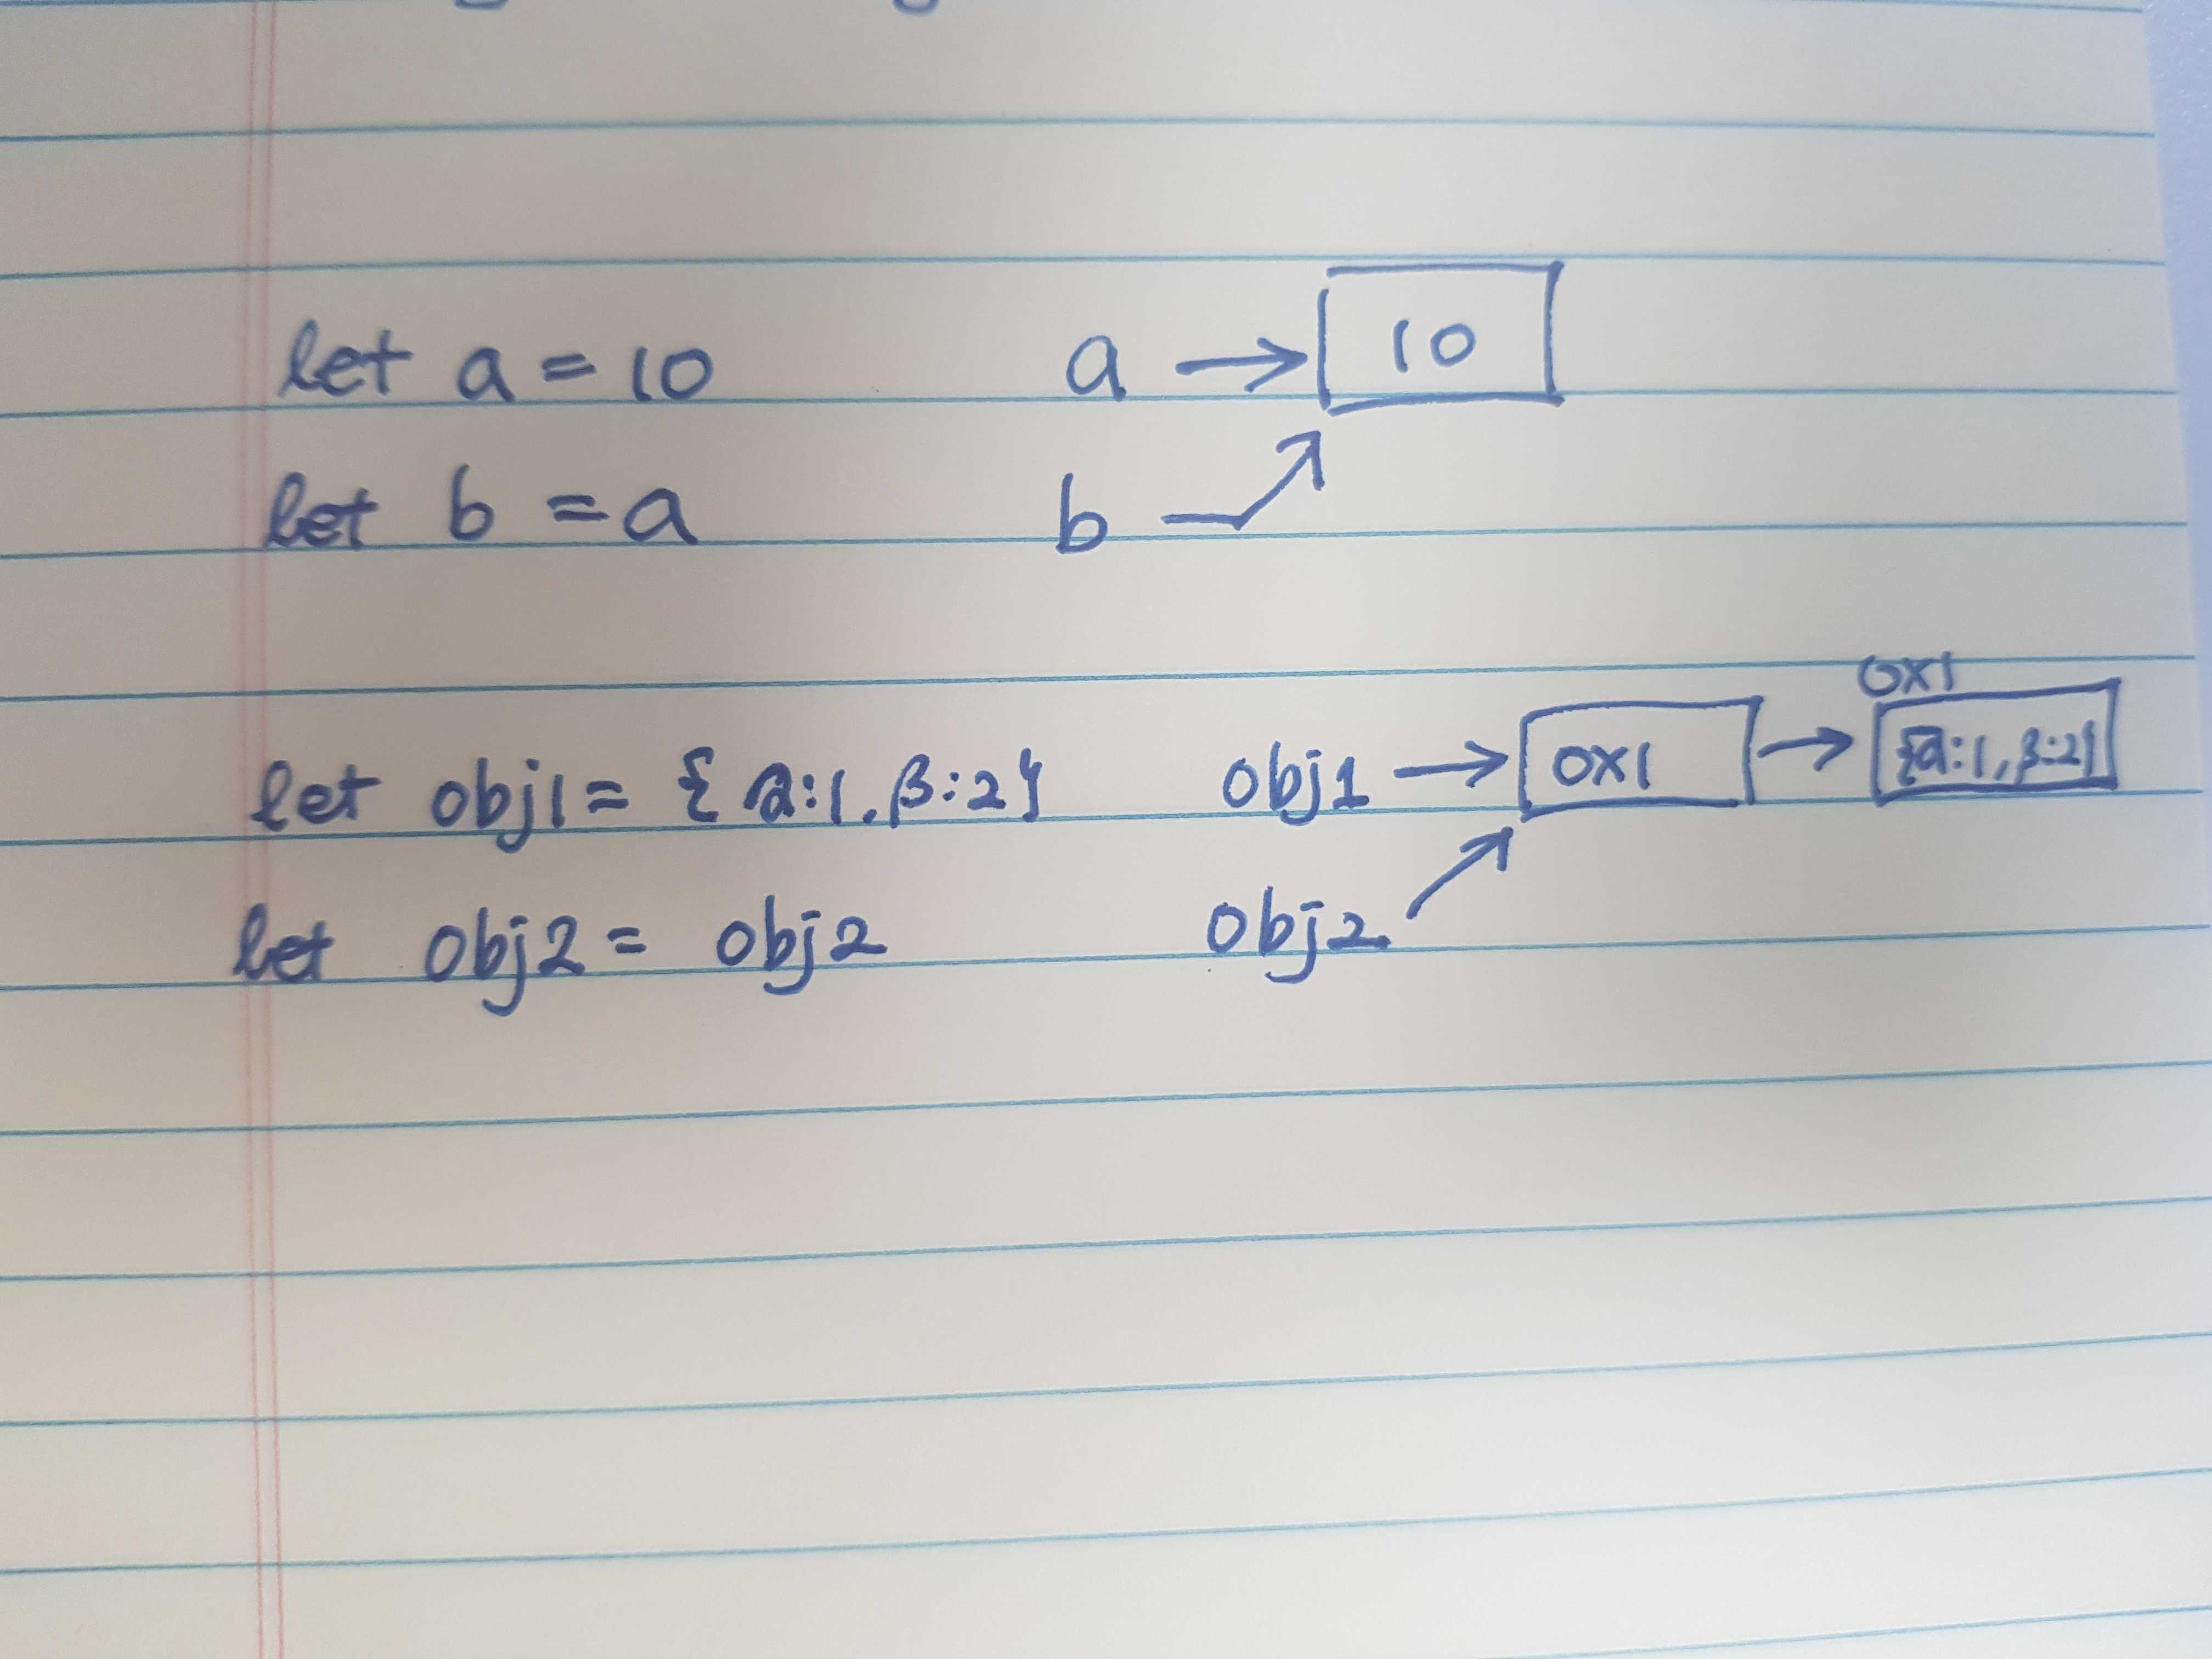 let a = 10
a → 10
let b = a
b
0x1
let obj1 = { a:1, β:2}
obj1 → 0x1 → {a:1, β:2}
let obj2 = obj2
obj2